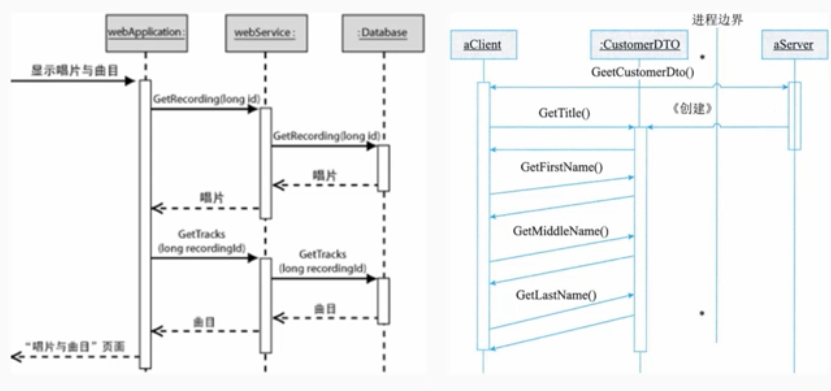 webApplication:
webService:
:Database
显示唱片与曲目
GetRecording(long id)
GetRecording(long id)
唱片
唱片
GetTracks
(long recordingId)
GetTracks
(long recordingId)
曲目
曲目
“唱片与曲目”页面
进程边界
aClient
:CustomerDTO
aServer
*
GeetCustomerDto()
GetTitle()
《创建》
GetFirstName()
GetMiddleName()
GetLastName()
*